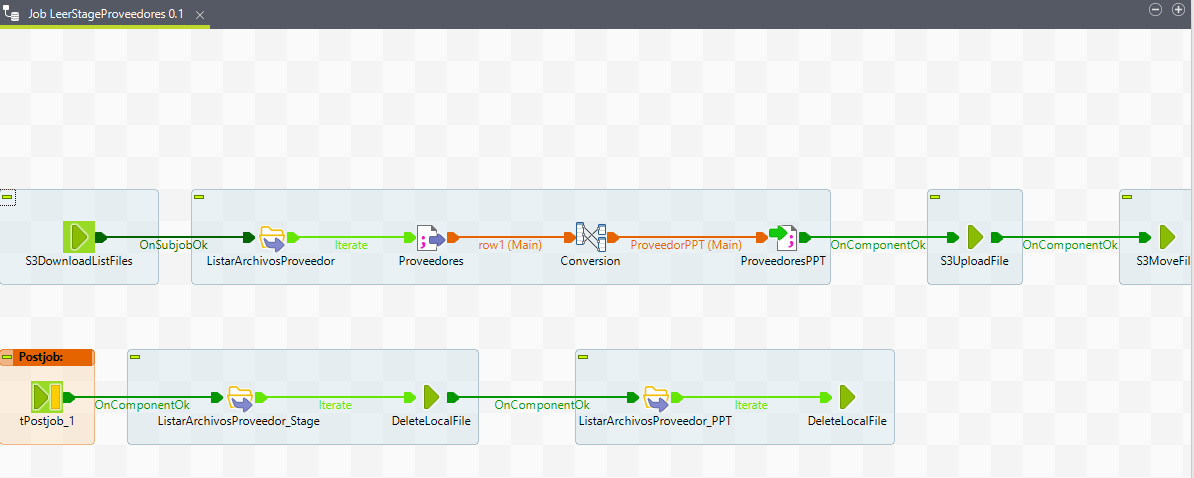 Job LeerStageProveedores 0.1
OnSubjobOk
Iterate
row1 (Main)
ProveedorPPT (Main)
OnComponentOk
OnComponentOk
S3DownloadListFiles
ListarArchivosProveedor
Proveedores
Conversion
ProveedoresPPT
S3UploadFile
S3MoveFil
Postjob:
OnComponentOk
Iterate
OnComponentOk
Iterate
tPostjob_1
ListarArchivosProveedor_Stage
DeleteLocalFile
ListarArchivosProveedor_PPT
DeleteLocalFile